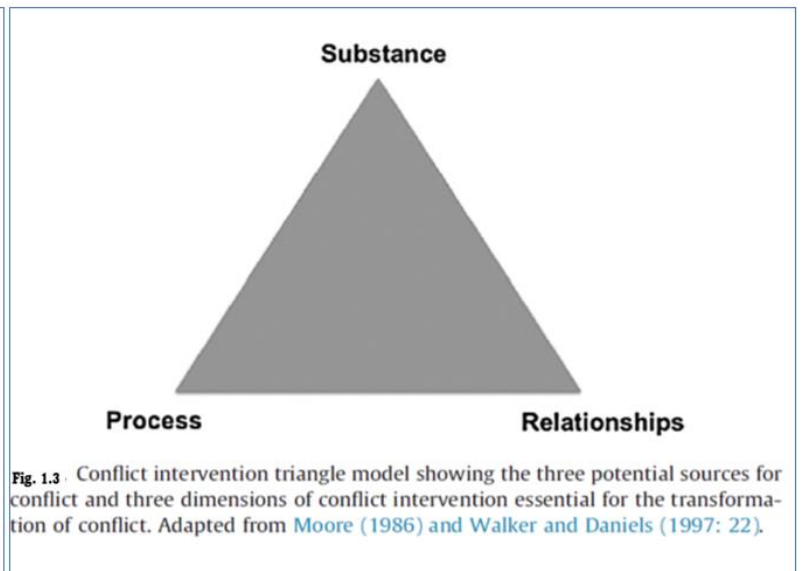 Substance
Process Relationships
Fig. 1.3 Conflict intervention triangle model showing the three potential sources for
conflict and three dimensions of conflict intervention essential for the transforma-
tion of conflict. Adapted from Moore (1986) and Walker and Daniels (1997: 22).